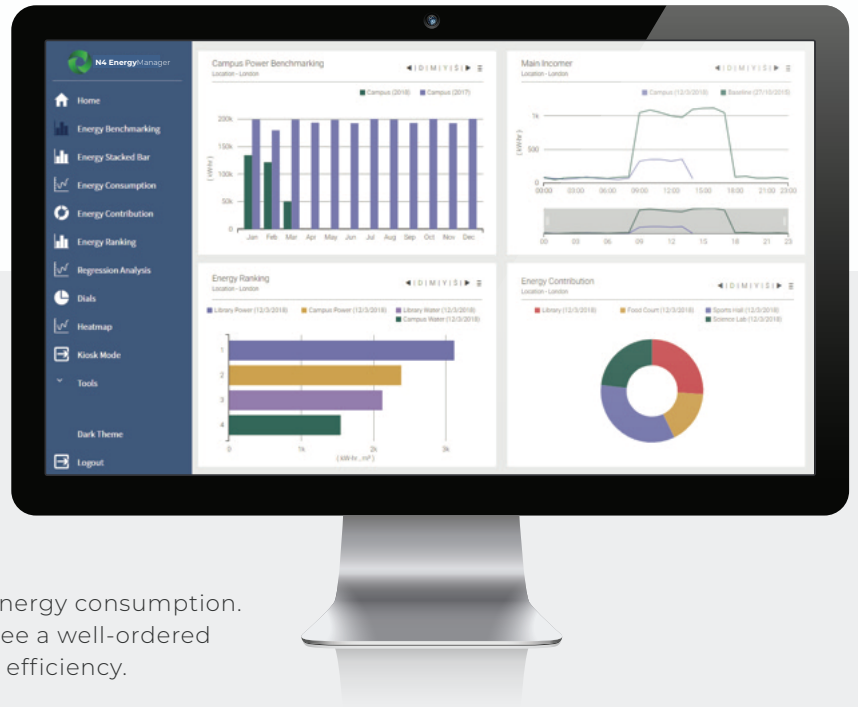 N4 EnergyManager
Home
Energy Benchmarking
Energy Stacked Bar
Energy Consumption
Energy Contribution
Energy Ranking
Regression Analysis
Dials
Heatmap
Kiosk Mode
Tools
Dark Theme
Logout
Campus Power Benchmarking
Location - London
◀ | D | M | Y | S | ▶
Campus (2018) Campus (2017)
200k
150k
100k
50k
0
( kW-hr )
Jan Feb Mar Apr May Jun Jul Aug Sep Oct Nov Dec
Main Incomer
Location - London
◀ | D | M | Y | S | ▶
Campus (12/3/2018) Baseline (27/10/2015)
1k
500
0
( kW-hr )
00:00 03:00 06:00 09:00 12:00 15:00 18:00 21:00 23:00
00 03 06 09 12 15 18 21 23
Energy Ranking
Location - London
◀ | D | M | Y | S | ▶
Library Power (12/3/2018) Campus Power (12/3/2018) Library Water (12/3/2018)
Campus Water (12/3/2018)
1
2
3
4
0 1k 2k 3k
( kW-hr , m³ )
Energy Contribution
Location - London
◀ | D | M | Y | S | ▶
Library (12/3/2018) Food Court (12/3/2018) Sports Hall (12/3/2018)
Science Lab (12/3/2018)
nergy consumption.
ee a well-ordered
efficiency.